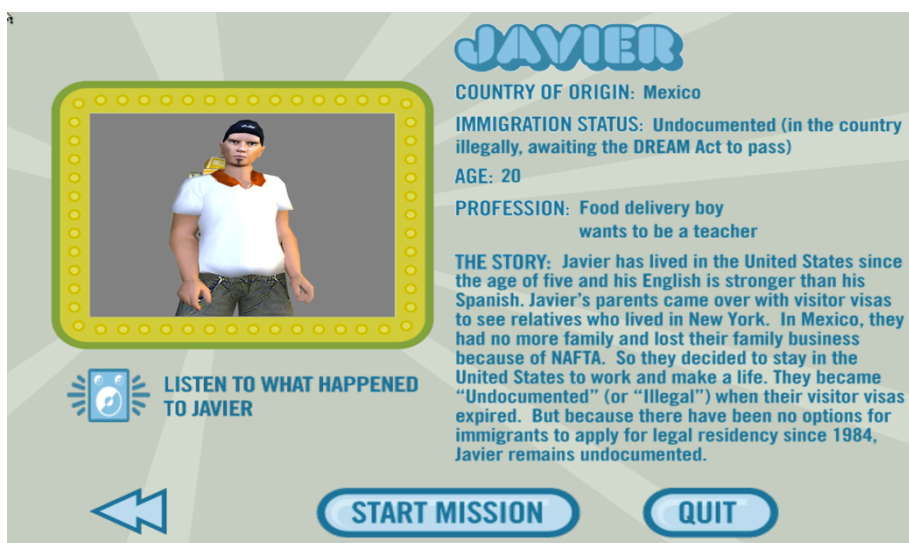 JAVIER
COUNTRY OF ORIGIN: Mexico
IMMIGRATION STATUS: Undocumented (in the country
illegally, awaiting the DREAM Act to pass)
AGE: 20
PROFESSION: Food delivery boy
wants to be a teacher
THE STORY: Javier has lived in the United States since
the age of five and his English is stronger than his
Spanish. Javier's parents came over with visitor visas
to see relatives who lived in New York. In Mexico, they
had no more family and lost their family business
because of NAFTA. So they decided to stay in the
United States to work and make a life. They became
“Undocumented” (or “Illegal”) when their visitor visas
expired. But because there have been no options for
immigrants to apply for legal residency since 1984,
Javier remains undocumented.
LISTEN TO WHAT HAPPENED
TO JAVIER
START MISSION
QUIT